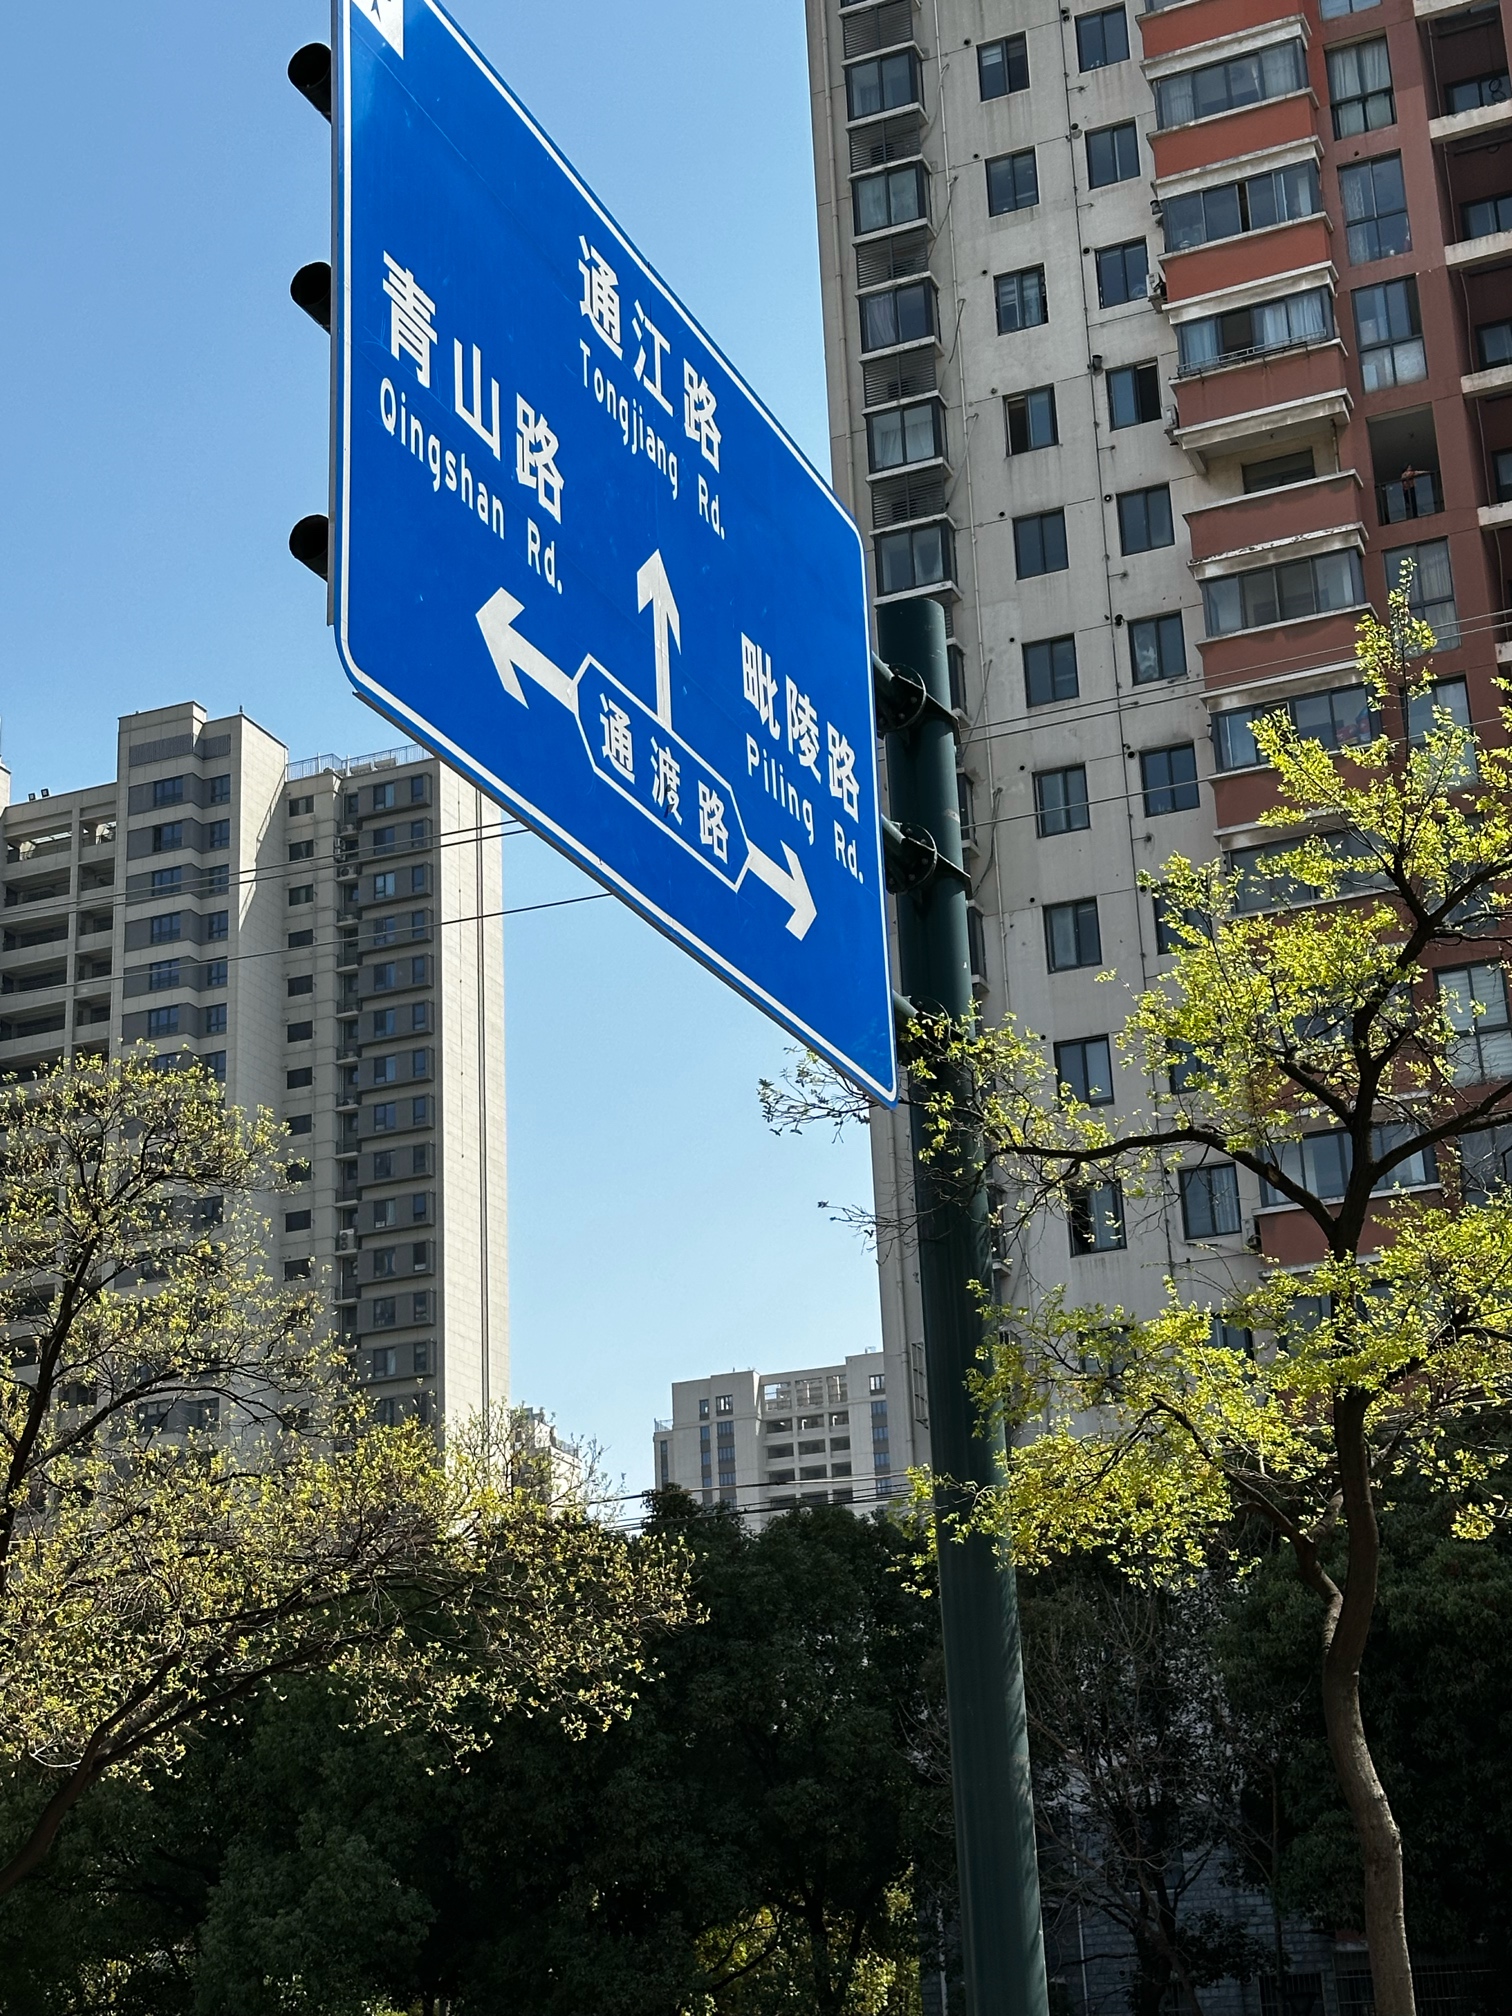 通江路
Tongjiang Rd.
青山路
Qingshan Rd.
毗陵路
Piling Rd.
通渡路